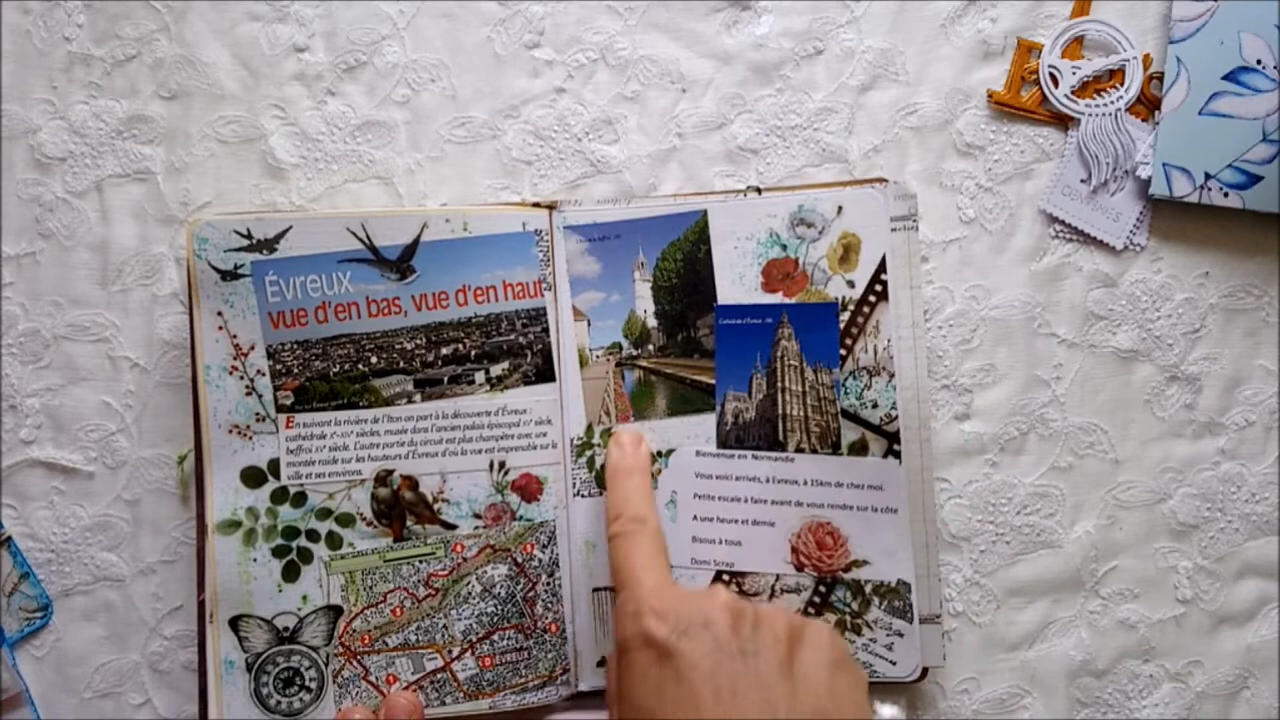 Évreux
vue d'en bas, vue d'en haut
En suivant la rivière de l'Iton on part à la découverte d'Évreux :
cathédrale Xe-XIVe siècles, musée dans l'ancien palais épiscopal XVe siècle,
beffroi XVe siècle. L'autre partie du circuit est plus champêtre avec une
montée raide sur les hauteurs d'Évreux d'où la vue est imprenable sur la
ville et ses environs.
ÉVREUX
Bienvenue en Normandie
Vous voici arrivés, à Evreux, à 15km de chez moi.
Petite escale à faire avant de vous rendre sur la côte
A une heure et demie
Bisous à tous
Domi Scrap